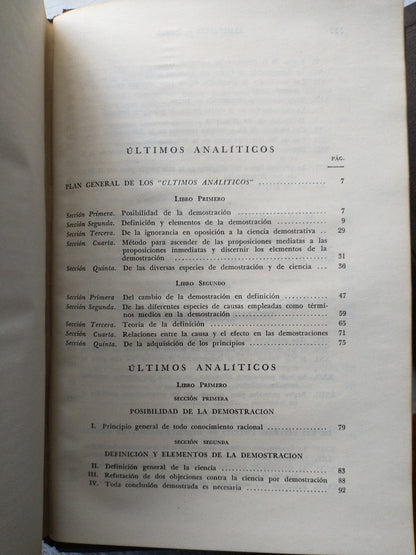 ÚLTIMOS ANALÍTICOS
PÁG.
PLAN GENERAL DE LOS "ÚLTIMOS ANALÍTICOS" .................. 7
LIBRO PRIMERO
Sección Primera. Posibilidad de la demostración .................. 7
Sección Segunda. Definición y elementos de la demostración .................. 9
Sección Tercera. De la ignorancia en oposición a la ciencia demostrativa .. 29
Sección Cuarta. Método para ascender de las proposiciones mediatas a las
proposiciones inmediatas y discernir los elementos de la
demostración .................. 31
Sección Quinta. De las diversas especies de demostración y de ciencia .... 36
LIBRO SEGUNDO
Sección Primera Del cambio de la demostración en definición ........ 47
Sección Segunda. De las diferentes especies de causas empleadas como térmi-
nos medios en la demostración .................. 59
Sección Tercera. Teoría de la definición .................. 65
Sección Cuarta. Relaciones entre la causa y el efecto en las demostraciones 71
Sección Quinta. De la adquisición de los principios .................. 75
ÚLTIMOS ANALÍTICOS
LIBRO PRIMERO
SECCIÓN PRIMERA
POSIBILIDAD DE LA DEMOSTRACION
I. Principio general de todo conocimiento racional .................. 79
SECCIÓN SEGUNDA
DEFINICIÓN Y ELEMENTOS DE LA DEMOSTRACIÓN
II. Definición general de la ciencia .................. 83
III. Refutación de dos objeciones contra la ciencia por demostración 88
IV. Toda conclusión demostrada es necesaria .................. 92